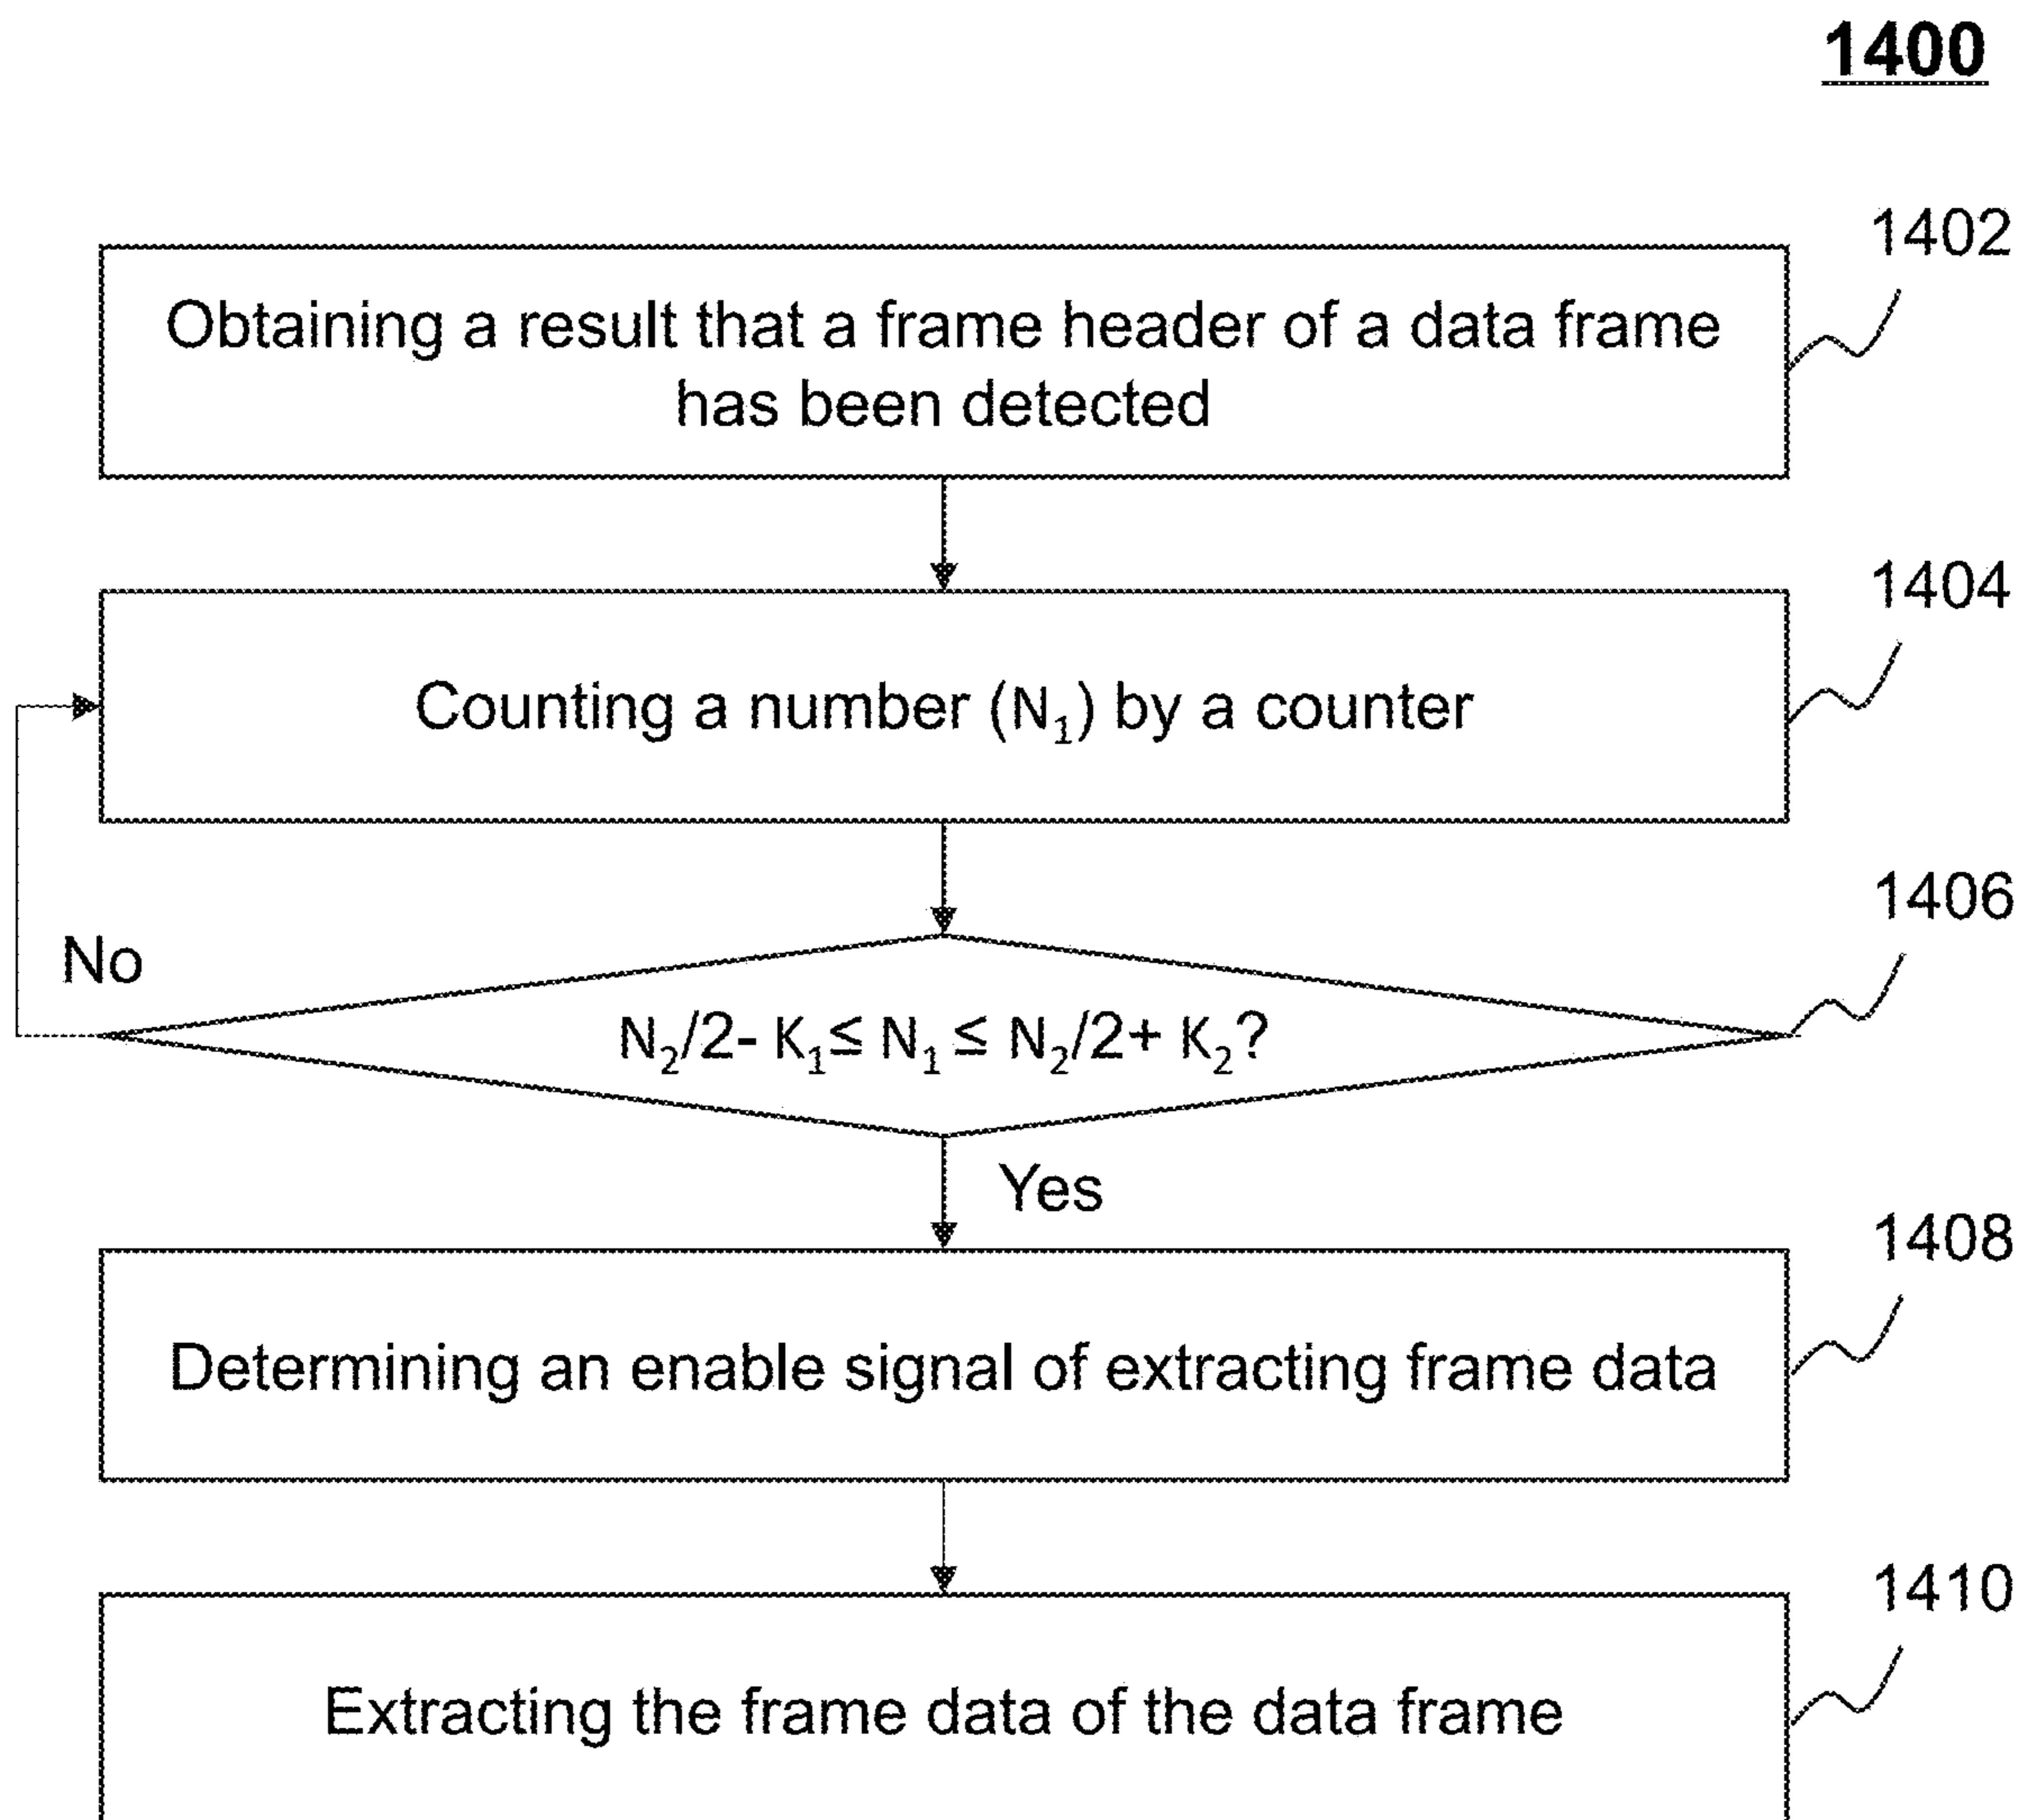 1400
1402
Obtaining a result that a frame header of a data frame
has been detected
1404
Counting a number (N₁) by a counter
1406
No
N₂/2- K₁≤ N₁ ≤ N₂/2+ K₂?
Yes
1408
Determining an enable signal of extracting frame data
1410
Extracting the frame data of the data frame